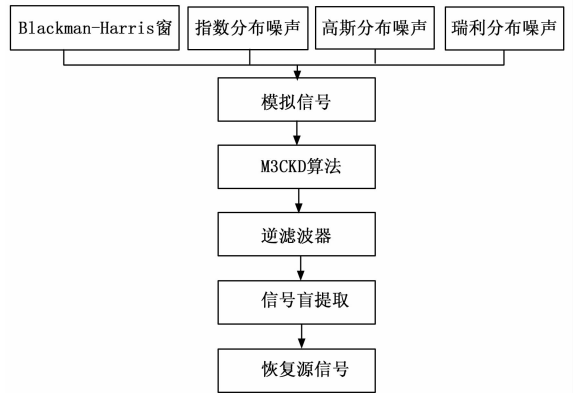 Blackman-Harris窗
指数分布噪声
高斯分布噪声
瑞利分布噪声
模拟信号
M3CKD算法
逆滤波器
信号盲提取
恢复源信号